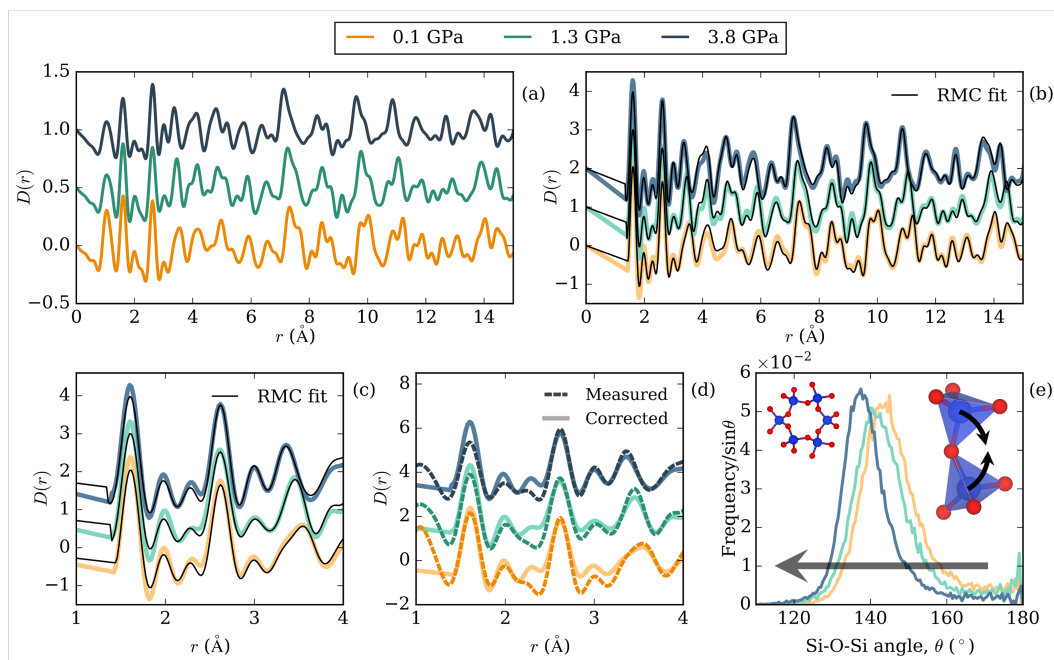 0.1 GPa 1.3 GPa 3.8 GPa
1.5
1.0
0.5
0.0
−0.5
D(r)
0 2 4 6 8 10 12 14
r (Å)
(a)
4
3
2
1
0
−1
D(r)
RMC fit
0 2 4 6 8 10 12 14
r (Å)
(b)
4
3
2
1
0
−1
D(r)
RMC fit
1 2 3 4
r (Å)
(c)
8
6
4
2
0
−2
D(r)
Measured
Corrected
1 2 3 4
r (Å)
(d)
×10⁻²
6
5
4
3
2
1
0
Frequency/sinθ
120 140 160 180
Si-O-Si angle, θ (°)
(e)